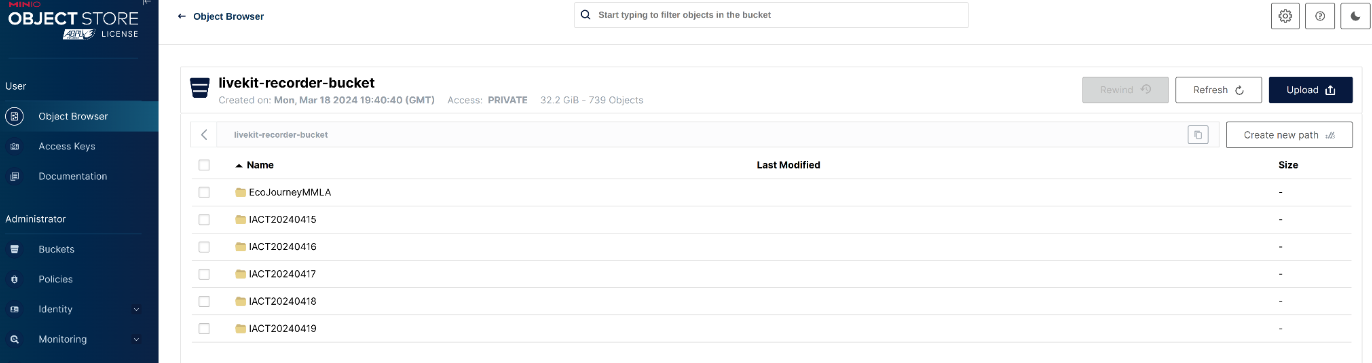 MINIO
OBJECT STORE
AGPLv3 LICENSE
Object Browser
Start typing to filter objects in the bucket
User
Object Browser
Access Keys
Documentation
Administrator
Buckets
Policies
Identity
Monitoring
livekit-recorder-bucket
Created on: Mon, Mar 18 2024 19:40:40 (GMT) Access: PRIVATE 32.2 GiB - 739 Objects
Rewind Refresh Upload
livekit-recorder-bucket
Create new path
Name Last Modified Size
EcoJourneyMMLA -
IACT20240415 -
IACT20240416 -
IACT20240417 -
IACT20240418 -
IACT20240419 -